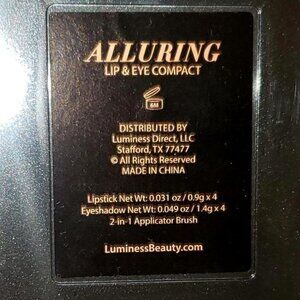 ALLURING
LIP & EYE COMPACT
6M
DISTRIBUTED BY
Luminess Direct, LLC
Stafford, TX 77477
© All Rights Reserved
MADE IN CHINA
Lipstick Net Wt: 0.031 oz / 0.9g x 4
Eyeshadow Net Wt: 0.049 oz / 1.4g x 4
2-in-1 Applicator Brush
LuminessBeauty.com